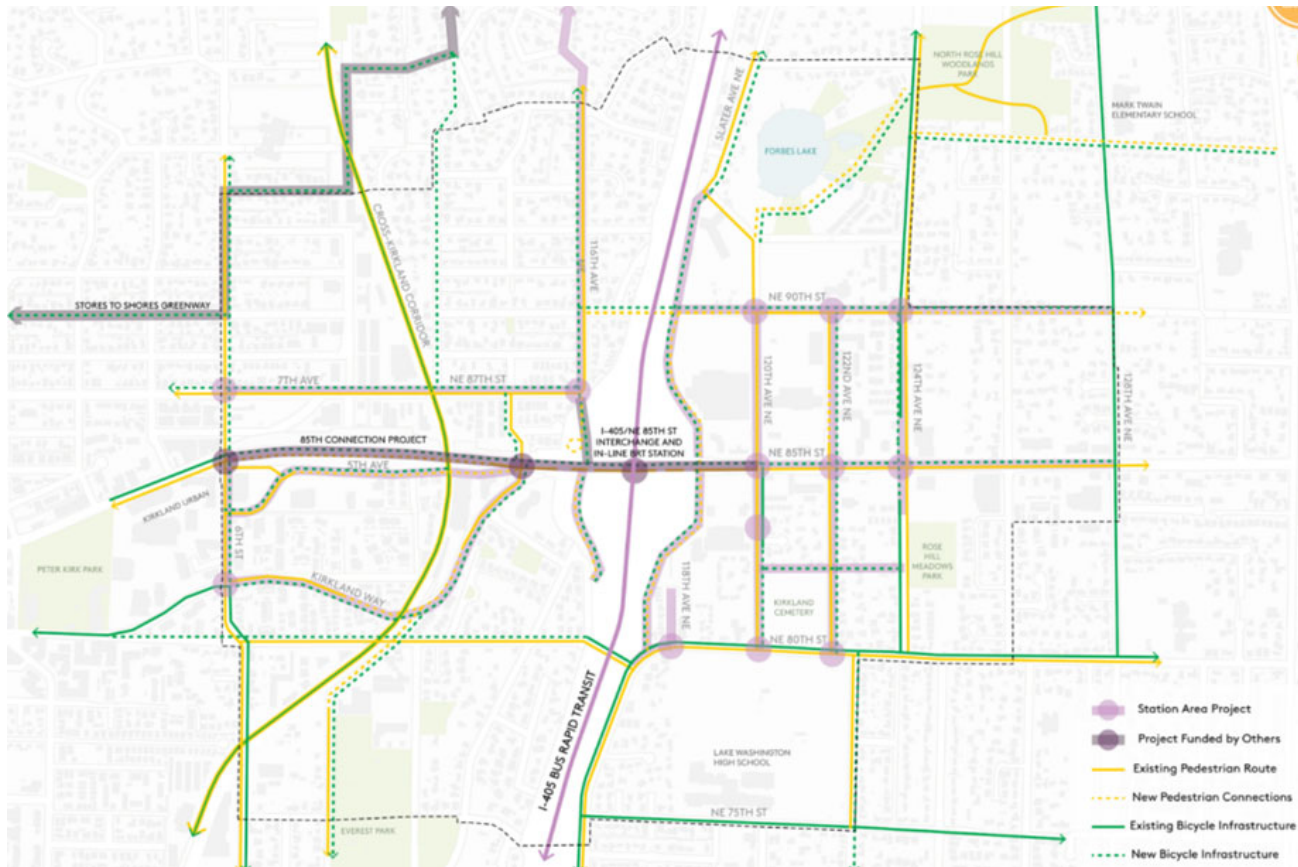 NORTH ROSE HILL
WOODLANDS
PARK
MARK TWAIN
ELEMENTARY SCHOOL
SLATER AVE NE
FORBES LAKE
CROSS-KIRKLAND CORRIDOR
116TH AVE
STORES TO SHORES GREENWAY
NE 90TH ST
120TH AVE NE
122ND AVE NE
124TH AVE NE
128TH AVE NE
7TH AVE
NE 87TH ST
I-405/NE 85TH ST
INTERCHANGE AND
IN-LINE BRT STATION
85TH CONNECTION PROJECT
5TH AVE
NE 85TH ST
KIRKLAND URBAN
6TH ST
PETER KIRK PARK
KIRKLAND WAY
118TH AVE NE
ROSE
HILL
MEADOWS
PARK
KIRKLAND
CEMETERY
NE 80TH ST
I-405 BUS RAPID TRANSIT
LAKE WASHINGTON
HIGH SCHOOL
NE 75TH ST
EVEREST PARK
Station Area Project
Project Funded by Others
Existing Pedestrian Route
New Pedestrian Connections
Existing Bicycle Infrastructure
New Bicycle Infrastructure